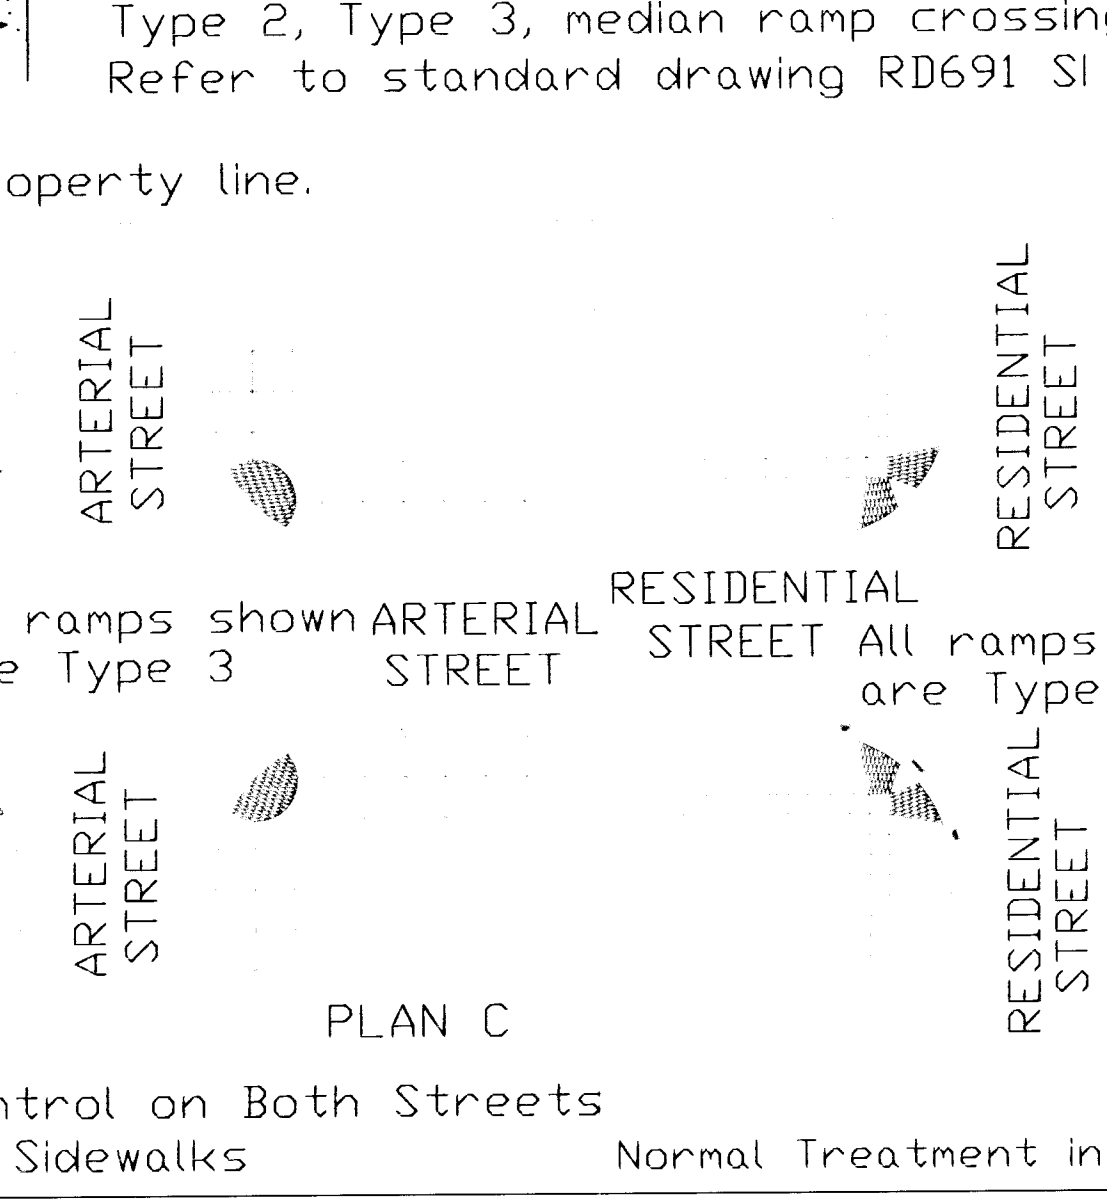 Type 2, Type 3, median ramp crossing
Refer to standard drawing RD691 SI
operty line.
ARTERIAL
STREET
RESIDENTIAL
STREET
ramps shown
e Type 3
ARTERIAL
STREET
RESIDENTIAL
STREET
All ramps
are Type
ARTERIAL
STREET
RESIDENTIAL
STREET
PLAN C
ntrol on Both Streets
Sidewalks
Normal Treatment in